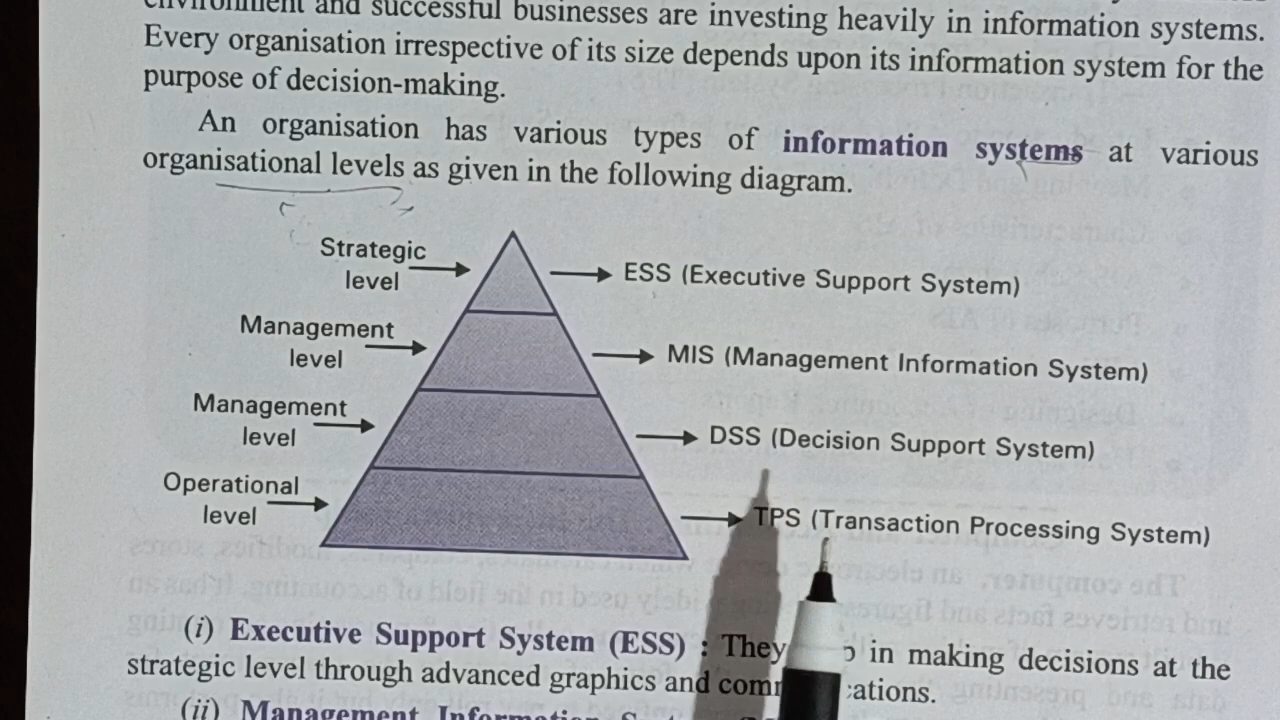 environment and successful businesses are investing heavily in information systems.
Every organisation irrespective of its size depends upon its information system for the
purpose of decision-making.
An organisation has various types of information systems at various
organisational levels as given in the following diagram.
Strategic
level
ESS (Executive Support System)
Management
level
MIS (Management Information System)
Management
level
DSS (Decision Support System)
Operational
level
TPS (Transaction Processing System)
(i) Executive Support System (ESS) : They in making decisions at the
strategic level through advanced graphics and
(ii) Management Information